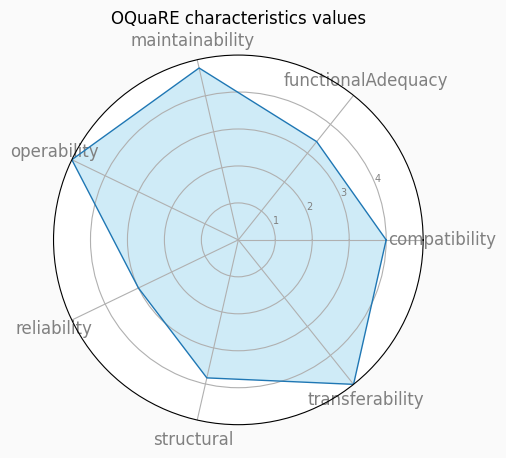 OQuaRE characteristics values
maintainability
functionalAdequacy
operability
4
3
2
1
compatibility
reliability
transferability
structural